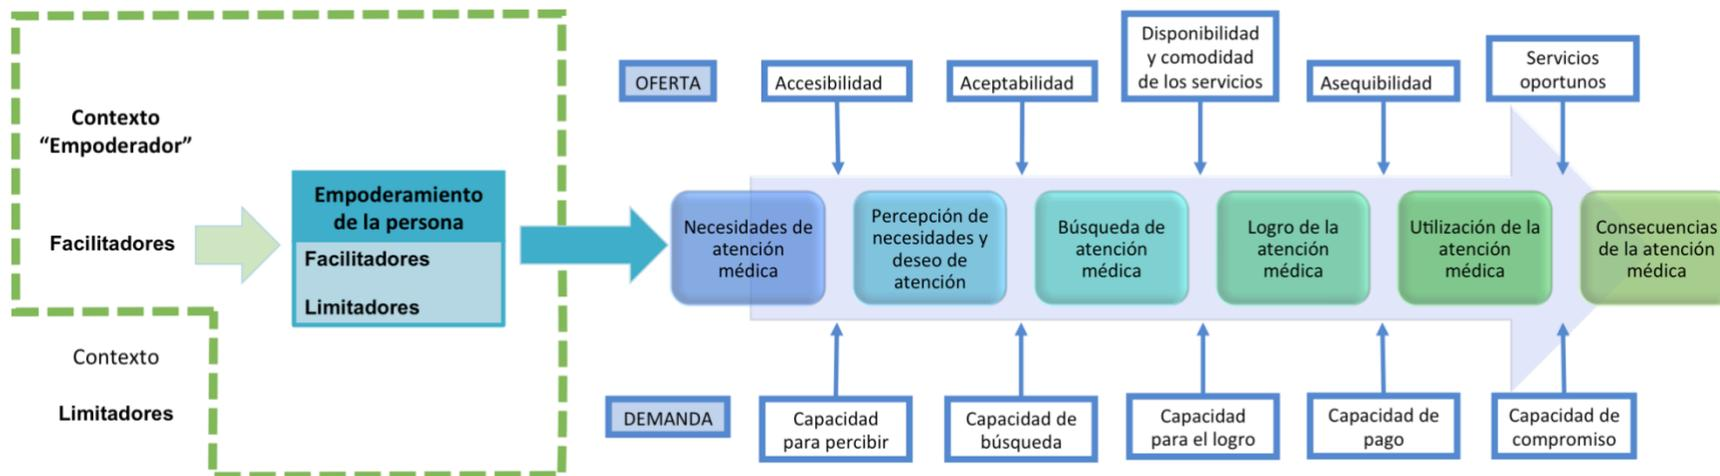 Contexto
“Empoderador”
Facilitadores
Contexto
Limitadores
Empoderamiento
de la persona
Facilitadores
Limitadores
OFERTA
Accesibilidad
Aceptabilidad
Disponibilidad
y comodidad
de los servicios
Asequibilidad
Servicios
oportunos
Necesidades de
atención
médica
Percepción de
necesidades y
deseo de
atención
Búsqueda de
atención
médica
Logro de la
atención
médica
Utilización de la
atención
médica
Consecuencias
de la atención
médica
DEMANDA
Capacidad
para percibir
Capacidad de
búsqueda
Capacidad
para el logro
Capacidad de
pago
Capacidad de
compromiso